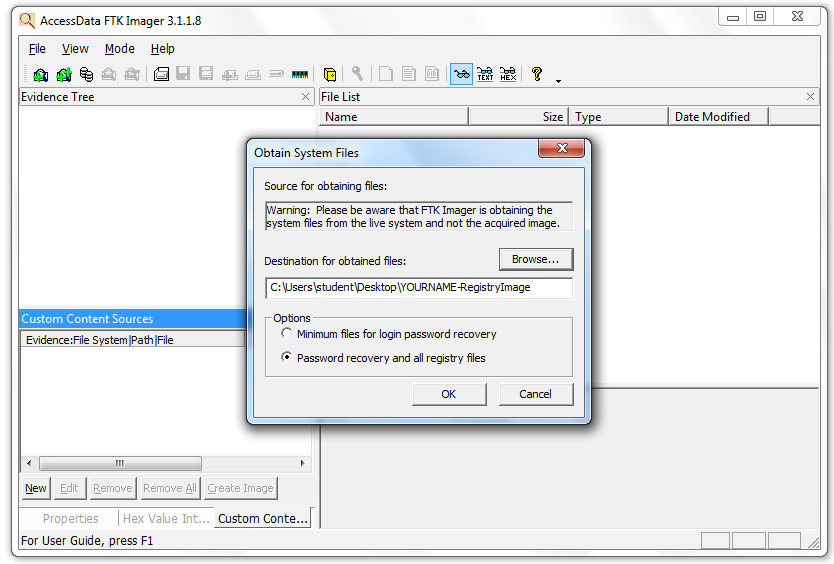 AccessData FTK Imager 3.1.1.8
File View Mode Help
TEXT HEX
Evidence Tree
File List
Name Size Type Date Modified
Obtain System Files
Source for obtaining files:
Warning: Please be aware that FTK Imager is obtaining the
system files from the live system and not the acquired image.
Destination for obtained files:
Browse...
C:\Users\student\Desktop\YOURNAME-RegistryImage
Options
Minimum files for login password recovery
Password recovery and all registry files
OK Cancel
Custom Content Sources
Evidence:File System|Path|File
New Edit Remove Remove All Create Image
Properties Hex Value Int... Custom Conte...
For User Guide, press F1